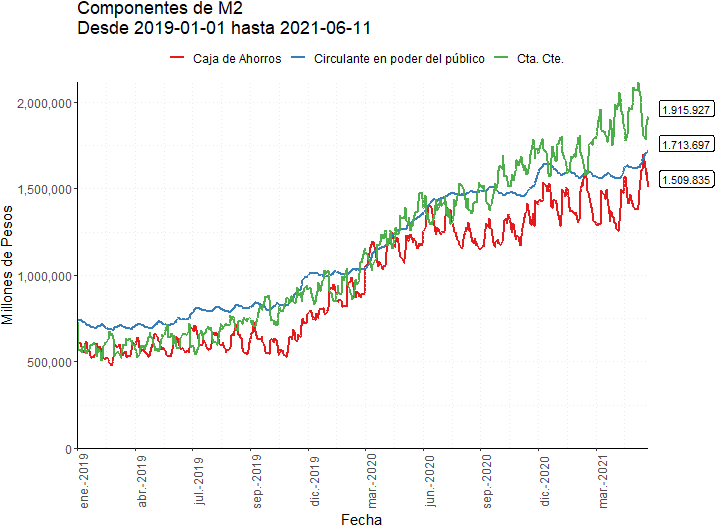 Componentes de M2
Desde 2019-01-01 hasta 2021-06-11
Caja de Ahorros Circulante en poder del público Cta. Cte.
Millones de Pesos
2,000,000
1,500,000
1,000,000
500,000
0
1.915.927
1.713.697
1.509.835
ene.-2019
abr.-2019
jul.-2019
sep.-2019
dic.-2019
mar.-2020
jun.-2020
sep.-2020
dic.-2020
mar.-2021
Fecha